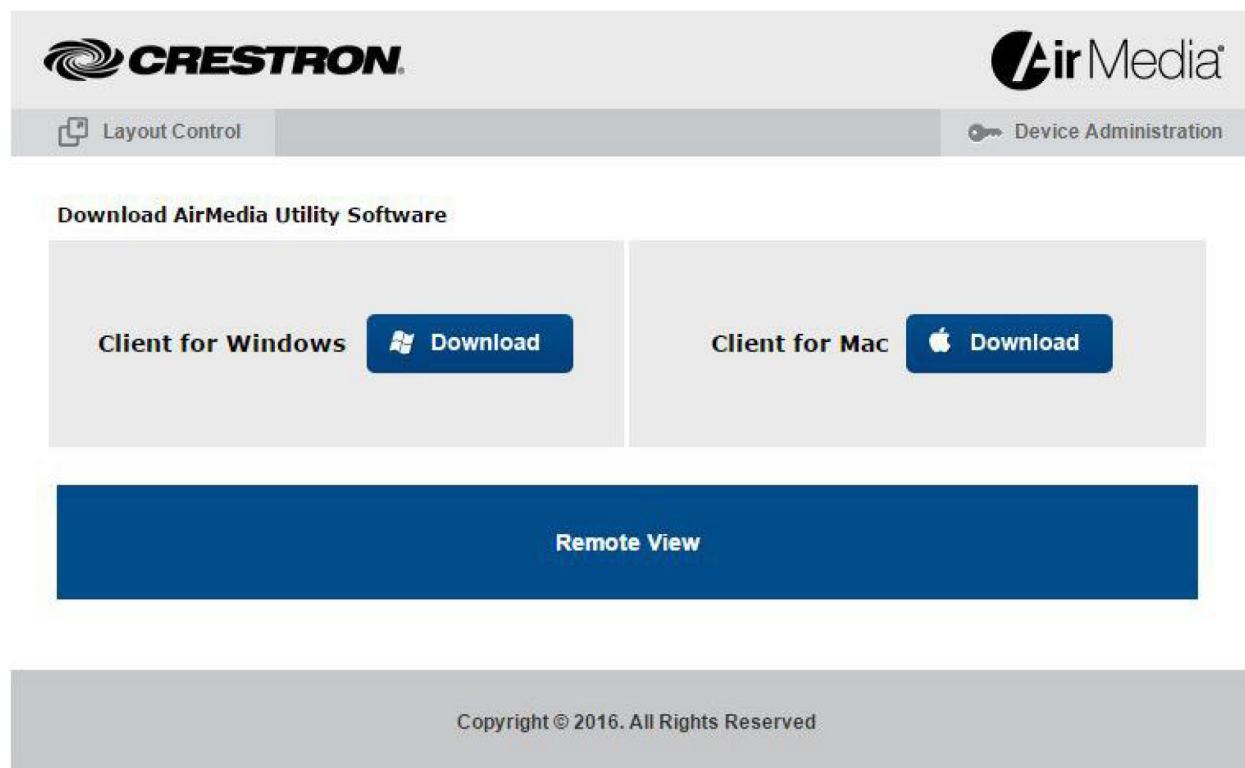 CRESTRON.
AirMedia®
Layout Control
Device Administration
Download AirMedia Utility Software
Client for Windows
Download
Client for Mac
Download
Remote View
Copyright © 2016. All Rights Reserved